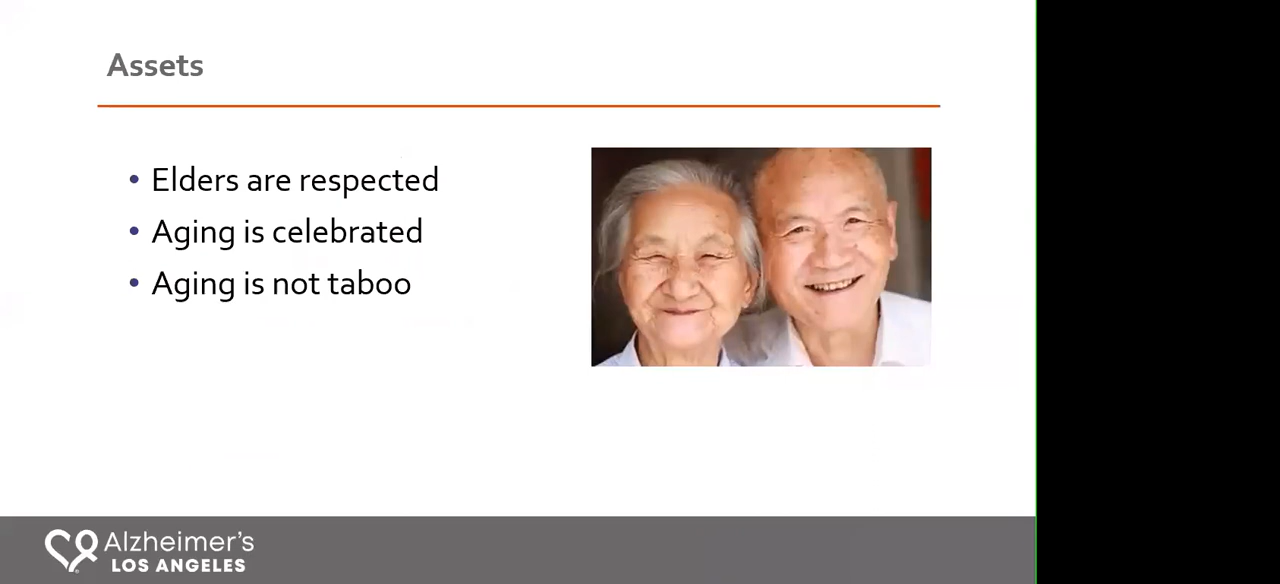 Assets
• Elders are respected
• Aging is celebrated
• Aging is not taboo
Alzheimer's
LOS ANGELES